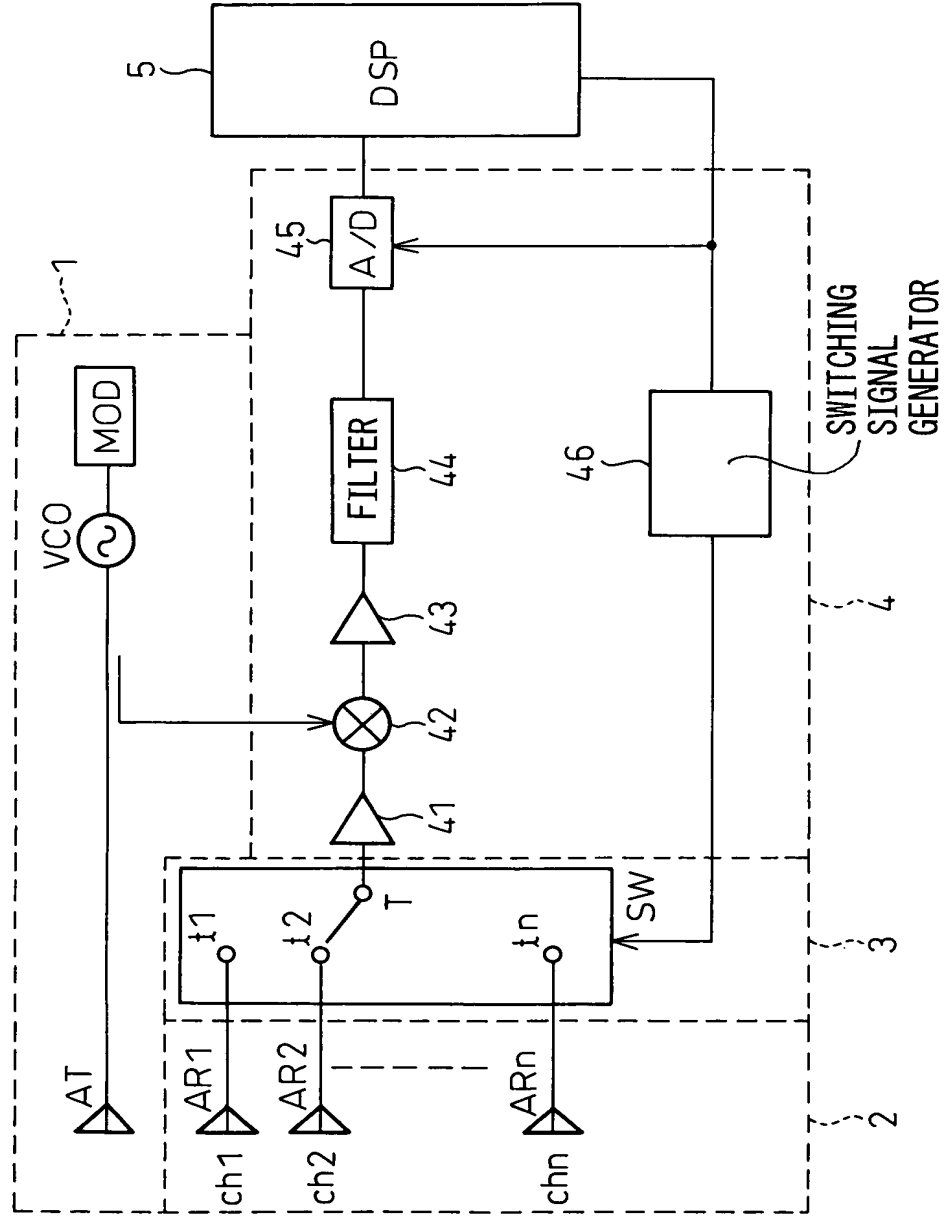 1
AT
VCO
MOD
ch1
AR1
t1
ch2
AR2
t2
T
chn
ARn
tn
SW
41
42
43
FILTER
44
A/D
45
DSP
5
46
SWITCHING
SIGNAL
GENERATOR
2
3
4